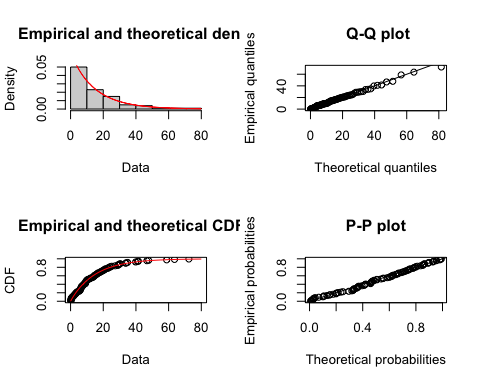 Empirical and theoretical den
Density
0.00
0.05
0
20
40
60
80
Data
Q-Q plot
Empirical quantiles
0
40
0
20
40
60
80
Theoretical quantiles
Empirical and theoretical CDF
CDF
0.0
0.8
0
20
40
60
80
Data
P-P plot
Empirical probabilities
0.0
0.8
0.0
0.4
0.8
Theoretical probabilities